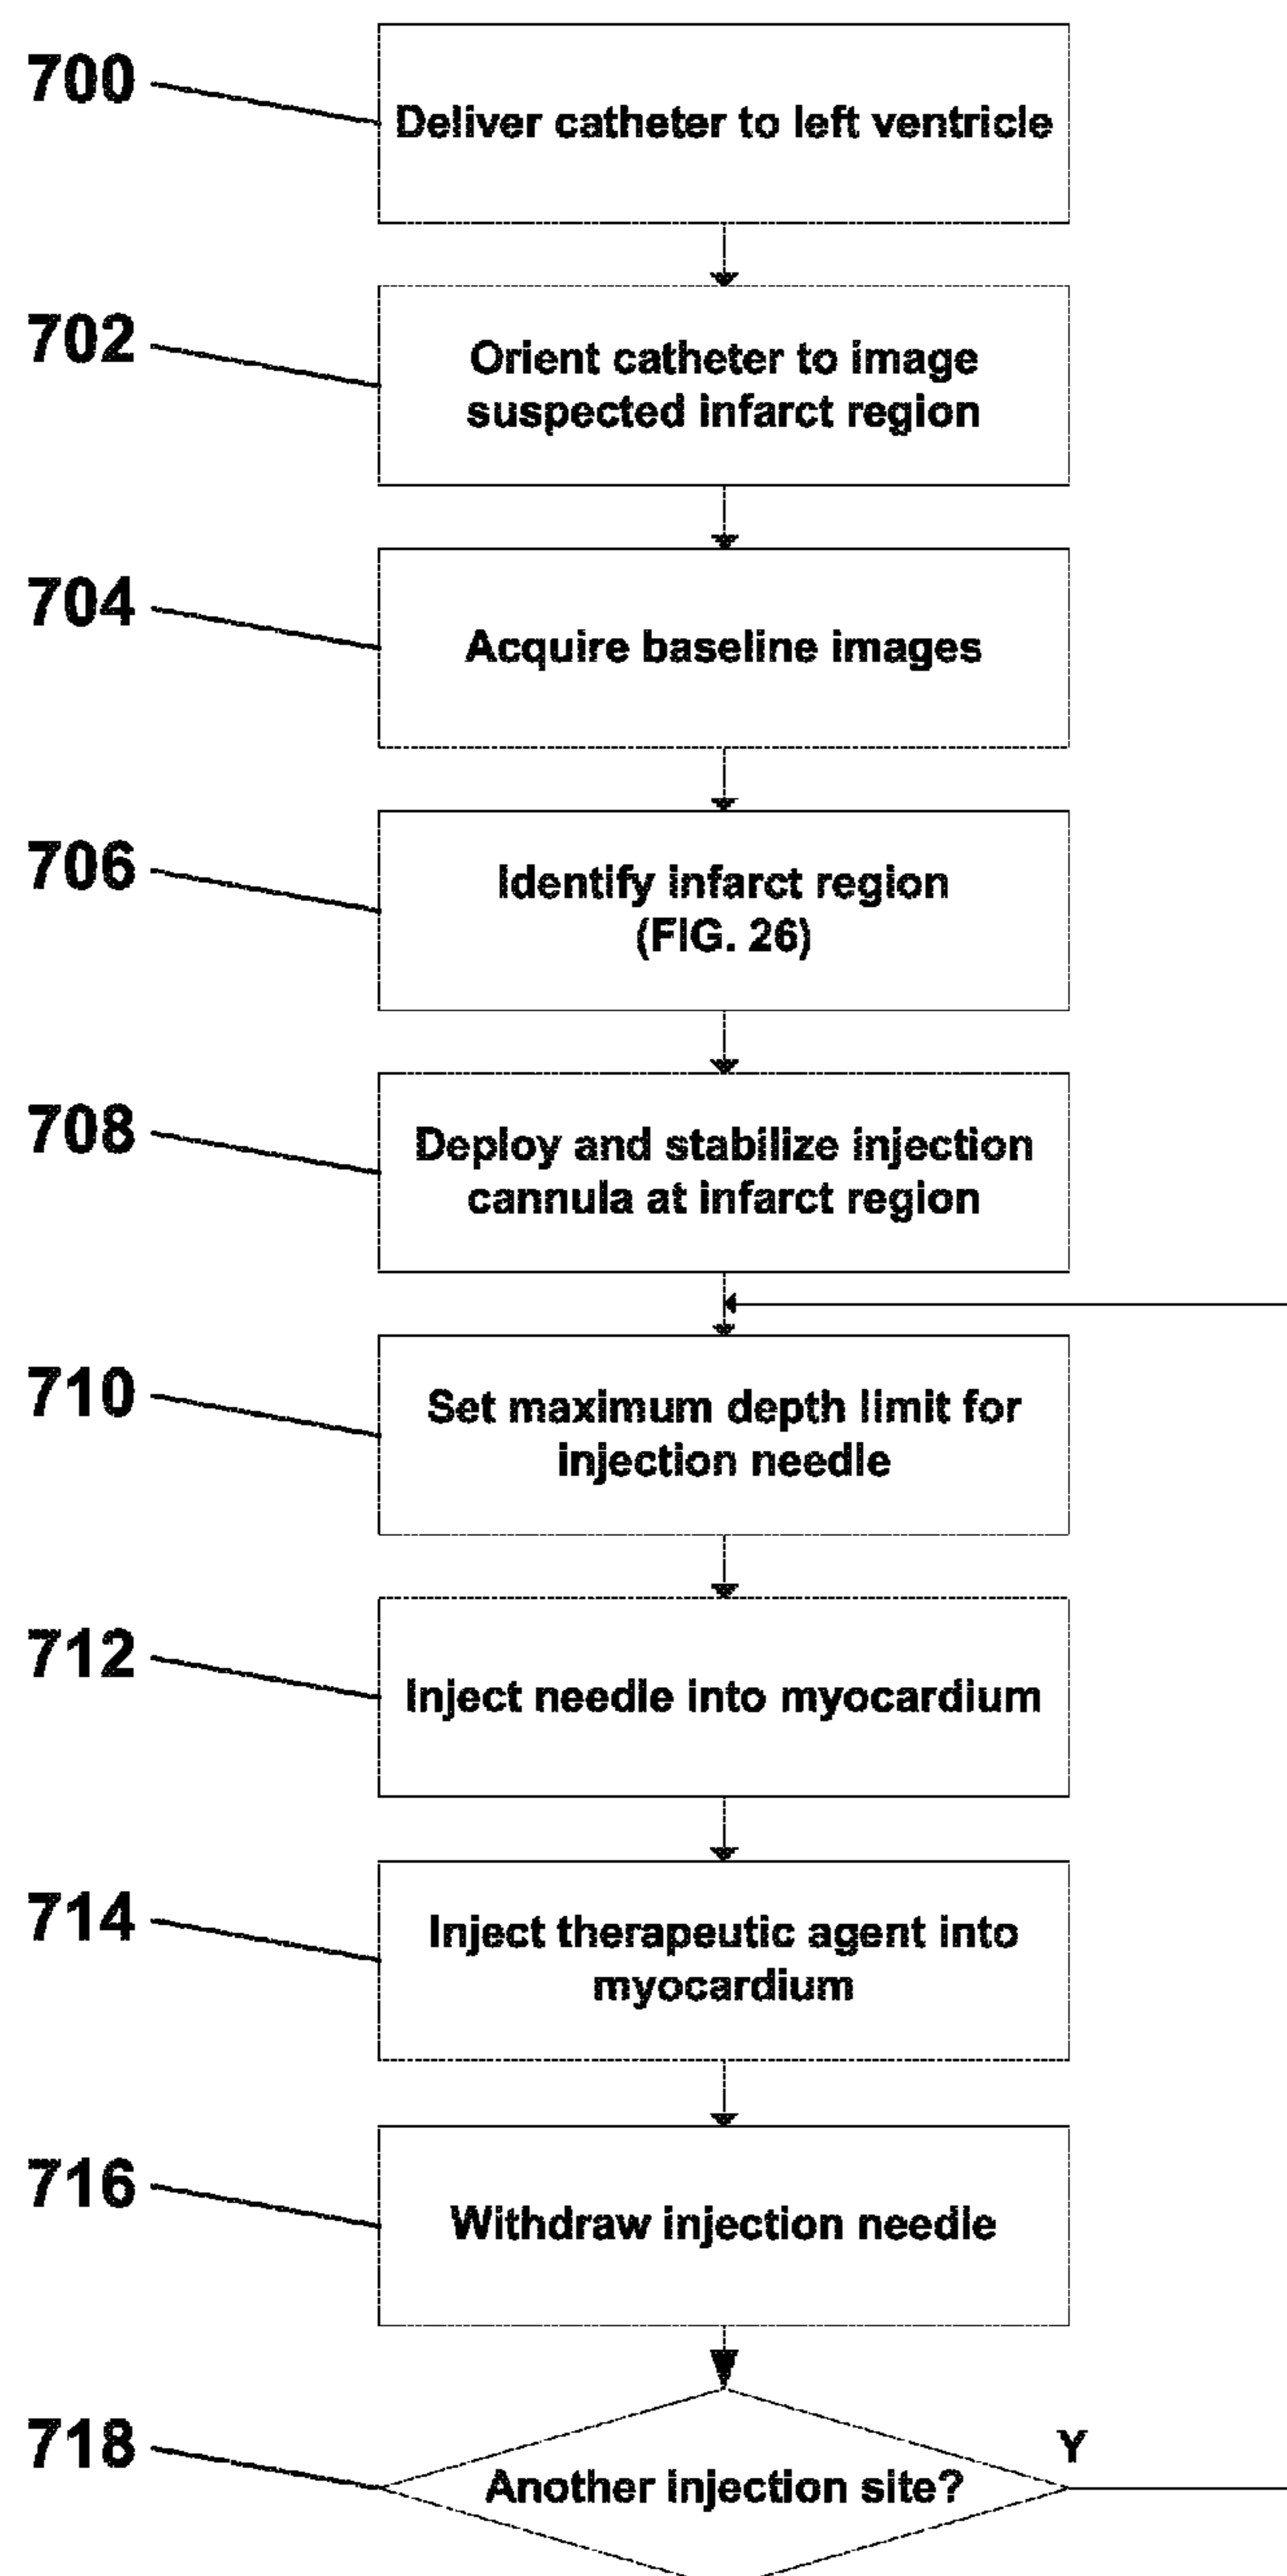 700
Deliver catheter to left ventricle
702
Orient catheter to image
suspected infarct region
704
Acquire baseline images
706
Identify infarct region
(FIG. 26)
708
Deploy and stabilize injection
cannula at infarct region
710
Set maximum depth limit for
injection needle
712
Inject needle into myocardium
714
Inject therapeutic agent into
myocardium
716
Withdraw injection needle
718
Y
Another injection site?